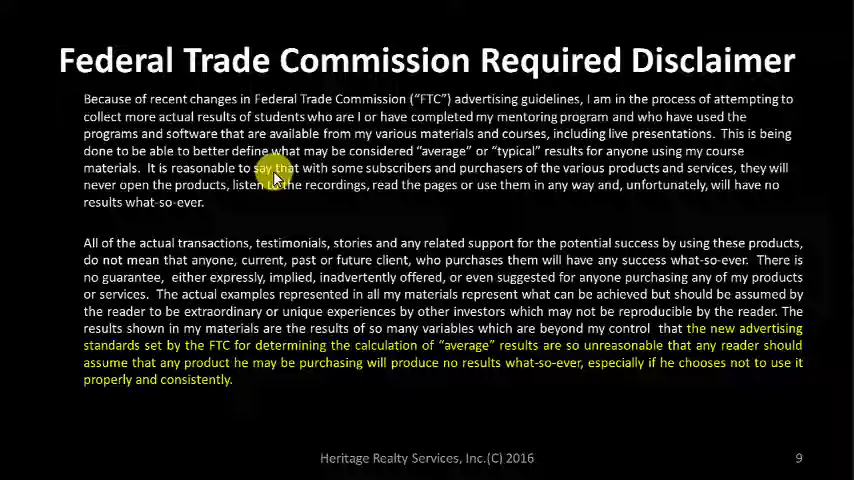 Federal Trade Commission Required Disclaimer
Because of recent changes in Federal Trade Commission (“FTC”) advertising guidelines, I am in the process of attempting to
collect more actual results of students who are I or have completed my mentoring program and who have used the
programs and software that are available from my various materials and courses, including live presentations. This is being
done to be able to better define what may be considered “average” or “typical” results for anyone using my course
materials. It is reasonable to say that with some subscribers and purchasers of the various products and services, they will
never open the products, listen to the recordings, read the pages or use them in any way and, unfortunately, will have no
results what-so-ever.
All of the actual transactions, testimonials, stories and any related support for the potential success by using these products,
do not mean that anyone, current, past or future client, who purchases them will have any success what-so-ever. There is
no guarantee, either expressly, implied, inadvertently offered, or even suggested for anyone purchasing any of my products
or services. The actual examples represented in all my materials represent what can be achieved but should be assumed by
the reader to be extraordinary or unique experiences by other investors which may not be reproducible by the reader. The
results shown in my materials are the results of so many variables which are beyond my control that the new advertising
standards set by the FTC for determining the calculation of “average” results are so unreasonable that any reader should
assume that any product he may be purchasing will produce no results what-so-ever, especially if he chooses not to use it
properly and consistently.
Heritage Realty Services, Inc.(C) 2016
9